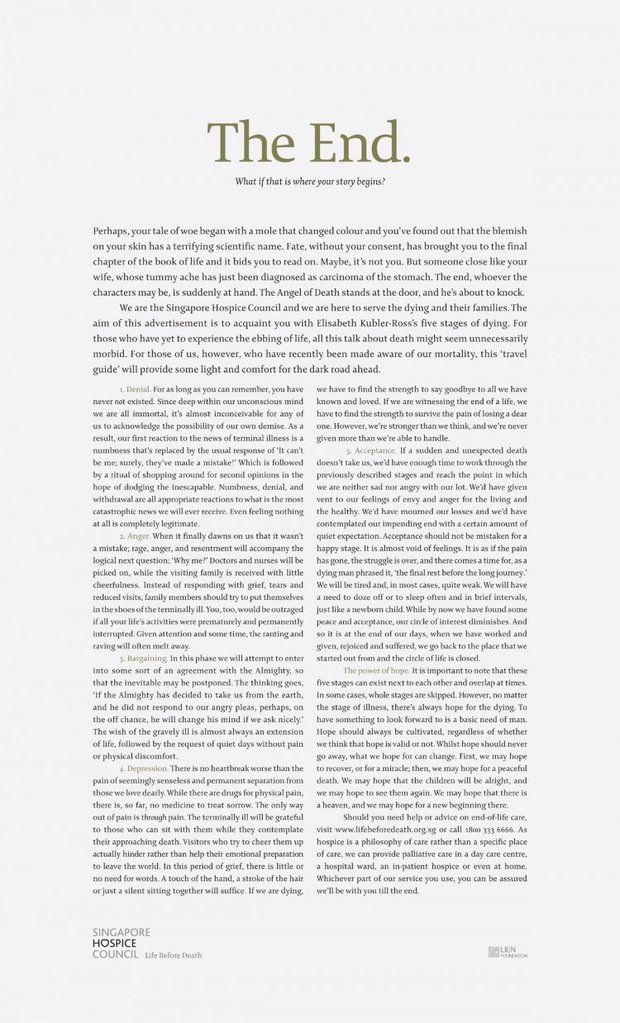 The End.
What if that is where your story begins?
Perhaps, your tale of woe began with a mole that changed colour and you've found out that the blemish
on your skin has a terrifying scientific name. Fate, without your consent, has brought you to the final
chapter of the book of life and it bids you to read on. Maybe, it's not you. But someone close like your
wife, whose tummy ache has just been diagnosed as carcinoma of the stomach. The end, whoever the
characters may be, is suddenly at hand. The Angel of Death stands at the door, and he's about to knock.
We are the Singapore Hospice Council and we are here to serve the dying and their families. The
aim of this advertisement is to acquaint you with Elisabeth Kubler-Ross's five stages of dying. For
those who have yet to experience the ebbing of life, all this talk about death might seem unnecessarily
morbid. For those of us, however, who have recently been made aware of our mortality, this 'travel
guide' will provide some light and comfort for the dark road ahead.
1. Denial. For as long as you can remember, you have
never not existed. Since deep within our unconscious mind
we are all immortal, it's almost inconceivable for any of
us to acknowledge the possibility of our own demise. As a
result, our first reaction to the news of terminal illness is a
numbness that's replaced by the usual response of 'It can't
be me; surely, they've made a mistake!' Which is followed
by a ritual of shopping around for second opinions in the
hope of dodging the inescapable. Numbness, denial, and
withdrawal are all appropriate reactions to what is the most
catastrophic news we will ever receive. Even feeling nothing
at all is completely legitimate.
2. Anger. When it finally dawns on us that it wasn't
a mistake; rage, anger, and resentment will accompany the
logical next question: 'Why me?' Doctors and nurses will be
picked on, while the visiting family is received with little
cheerfulness. Instead of responding with grief, tears and
reduced visits, family members should try to put themselves
in the shoes of the terminally ill. You, too, would be outraged
if all your life's activities were prematurely and permanently
interrupted. Given attention and some time, the ranting and
raving will often melt away.
3. Bargaining. In this phase we will attempt to enter
into some sort of an agreement with the Almighty, so
that the inevitable may be postponed. The thinking goes,
'If the Almighty has decided to take us from the earth,
and he did not respond to our angry pleas, perhaps, on
the off chance, he will change his mind if we ask nicely.'
The wish of the gravely ill is almost always an extension
of life, followed by the request of quiet days without pain
or physical discomfort.
4. Depression. There is no heartbreak worse than the
pain of seemingly senseless and permanent separation from
those we love dearly. While there are drugs for physical pain,
there is, so far, no medicine to treat sorrow. The only way
out of pain is through pain. The terminally ill will be grateful
to those who can sit with them while they contemplate
their approaching death. Visitors who try to cheer them up
actually hinder rather than help their emotional preparation
to leave the world. In this period of grief, there is little or
no need for words. A touch of the hand, a stroke of the hair
or just a silent sitting together will suffice. If we are dying,
we have to find the strength to say goodbye to all we have
known and loved. If we are witnessing the end of a life, we
have to find the strength to survive the pain of losing a dear
one. However, we're stronger than we think, and we're never
given more than we're able to handle.
5. Acceptance. If a sudden and unexpected death
doesn't take us, we'd have enough time to work through the
previously described stages and reach the point in which
we are neither sad nor angry with our lot. We'd have given
vent to our feelings of envy and anger for the living and
the healthy. We'd have mourned our losses and we'd have
contemplated our impending end with a certain amount of
quiet expectation. Acceptance should not be mistaken for a
happy stage. It is almost void of feelings. It is as if the pain
has gone, the struggle is over, and there comes a time for, as a
dying man phrased it, 'the final rest before the long journey.'
We will be tired and, in most cases, quite weak. We will have
a need to doze off or to sleep often and in brief intervals,
just like a newborn child. While by now we have found some
peace and acceptance, our circle of interest diminishes. And
so it is at the end of our days, when we have worked and
given, rejoiced and suffered, we go back to the place that we
started out from and the circle of life is closed.
The power of hope. It is important to note that these
five stages can exist next to each other and overlap at times.
In some cases, whole stages are skipped. However, no matter
the stage of illness, there's always hope for the dying. To
have something to look forward to is a basic need of man.
Hope should always be cultivated, regardless of whether
we think that hope is valid or not. Whilst hope should never
go away, what we hope for can change. First, we may hope
to recover, or for a miracle; then, we may hope for a peaceful
death. We may hope that the children will be alright, and
we may hope to see them again. We may hope that there is
a heaven, and we may hope for a new beginning there.
Should you need help or advice on end-of-life care,
visit www.lifebeforedeath.org.sg or call 1800 333 6666. As
hospice is a philosophy of care rather than a specific place
of care, we can provide palliative care in a day care centre,
a hospital ward, an in-patient hospice or even at home.
Whichever part of our service you use, you can be assured
we'll be with you till the end.
SINGAPORE
HOSPICE
COUNCIL Life Before Death
LIEN
FOUNDATION